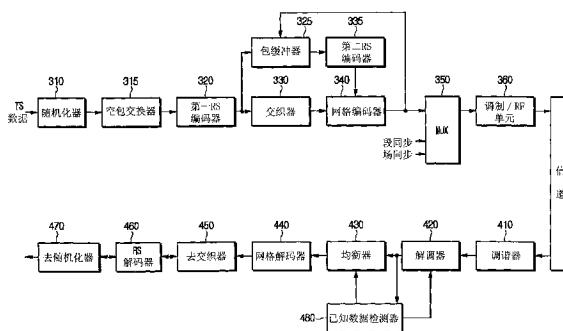 325
335
包缓冲器
第二RS
编码器
310
315
320
330
340
350
360
TS
数据
随机化器
空包交换器
第一RS
编码器
交织器
网格编码器
MUX
调制/RF
单元
段同步
场同步
信
道
470
460
450
440
430
420
410
去随机化器
RS
解码器
去交织器
网格解码器
均衡器
解调器
调谐器
480
已知数据检测器